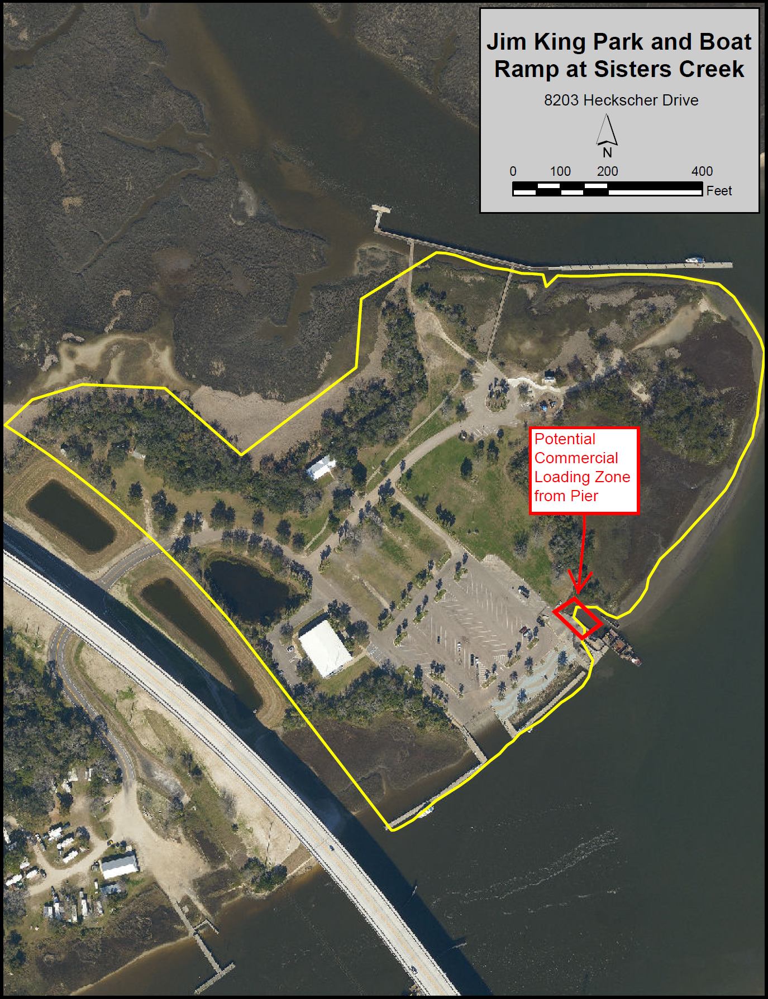 Jim King Park and Boat
Ramp at Sisters Creek
8203 Heckscher Drive
N
0 100 200 400
Feet
Potential
Commercial
Loading Zone
from Pier